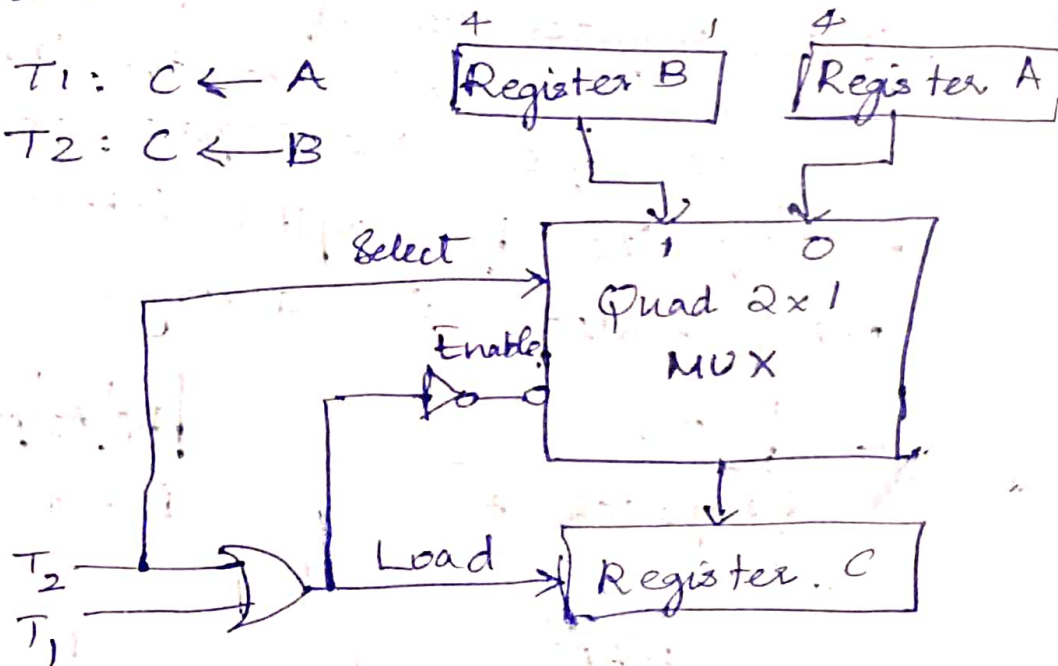 T1: C ← A
T2: C ← B
4 1
Register B
4
Register A
Select
1 0
Quad 2x1
MUX
Enable
T2
T1
Load
Register. C